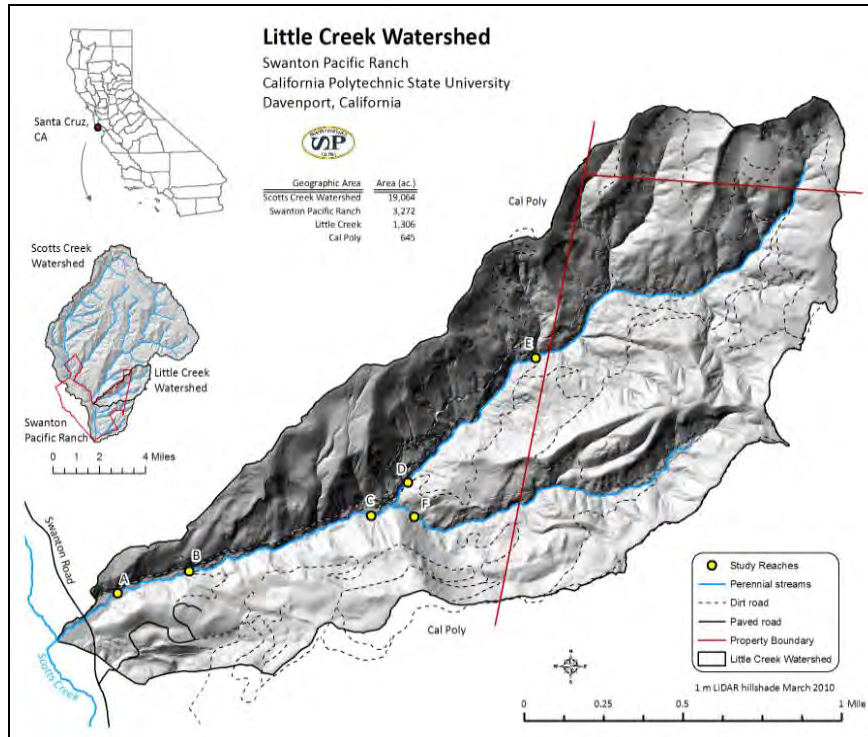 Little Creek Watershed
Swanton Pacific Ranch
California Polytechnic State University
Davenport, California
Santa Cruz,
CA
SP
Geographic Area Area (ac.)
Scotts Creek Watershed 19,064
Swanton Pacific Ranch 3,272
Little Creek 1,306
Cal Poly 645
Cal Poly
Scotts Creek
Watershed
Little Creek
Watershed
Swanton
Pacific Ranch
0 1 2 4 Miles
E
D
C
F
B
A
Swanton Road
Scotts Creek
Cal Poly
Study Reaches
Perennial streams
Dirt road
Paved road
Property Boundary
Little Creek Watershed
N
W E
S
1 m LiDAR hillshade March 2010
0 0.25 0.5 1 Mile